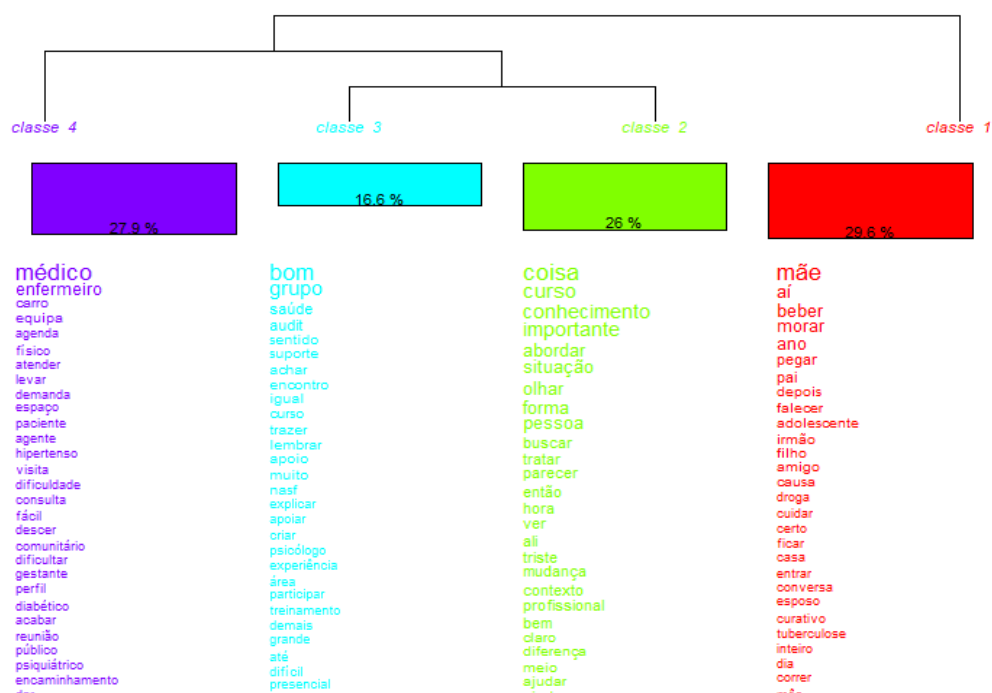 classe 4
classe 3
classe 2
classe 1
27.9 %
16.6 %
26 %
29.6 %
médico
enfermeiro
carro
equipa
agenda
físico
atender
levar
demanda
espaço
paciente
agente
hipertenso
visita
dificuldade
consulta
fácil
descer
comunitário
dificultar
gestante
perfil
diabético
acabar
reunião
público
psiquiátrico
encaminhamento
bom
grupo
saúde
audit
sentido
suporte
achar
encontro
igual
curso
trazer
lembrar
apoio
muito
nasf
explicar
apoiar
criar
psicólogo
experiência
área
participar
treinamento
demais
grande
até
difícil
presencial
coisa
curso
conhecimento
importante
abordar
situação
olhar
forma
pessoa
buscar
tratar
parecer
então
hora
ver
ali
triste
mudança
contexto
profissional
bem
claro
diferença
meio
ajudar
mãe
aí
beber
morar
ano
pegar
pai
depois
falecer
adolescente
irmão
filho
amigo
causa
droga
cuidar
certo
ficar
casa
entrar
conversa
esposo
curativo
tuberculose
inteiro
dia
correr